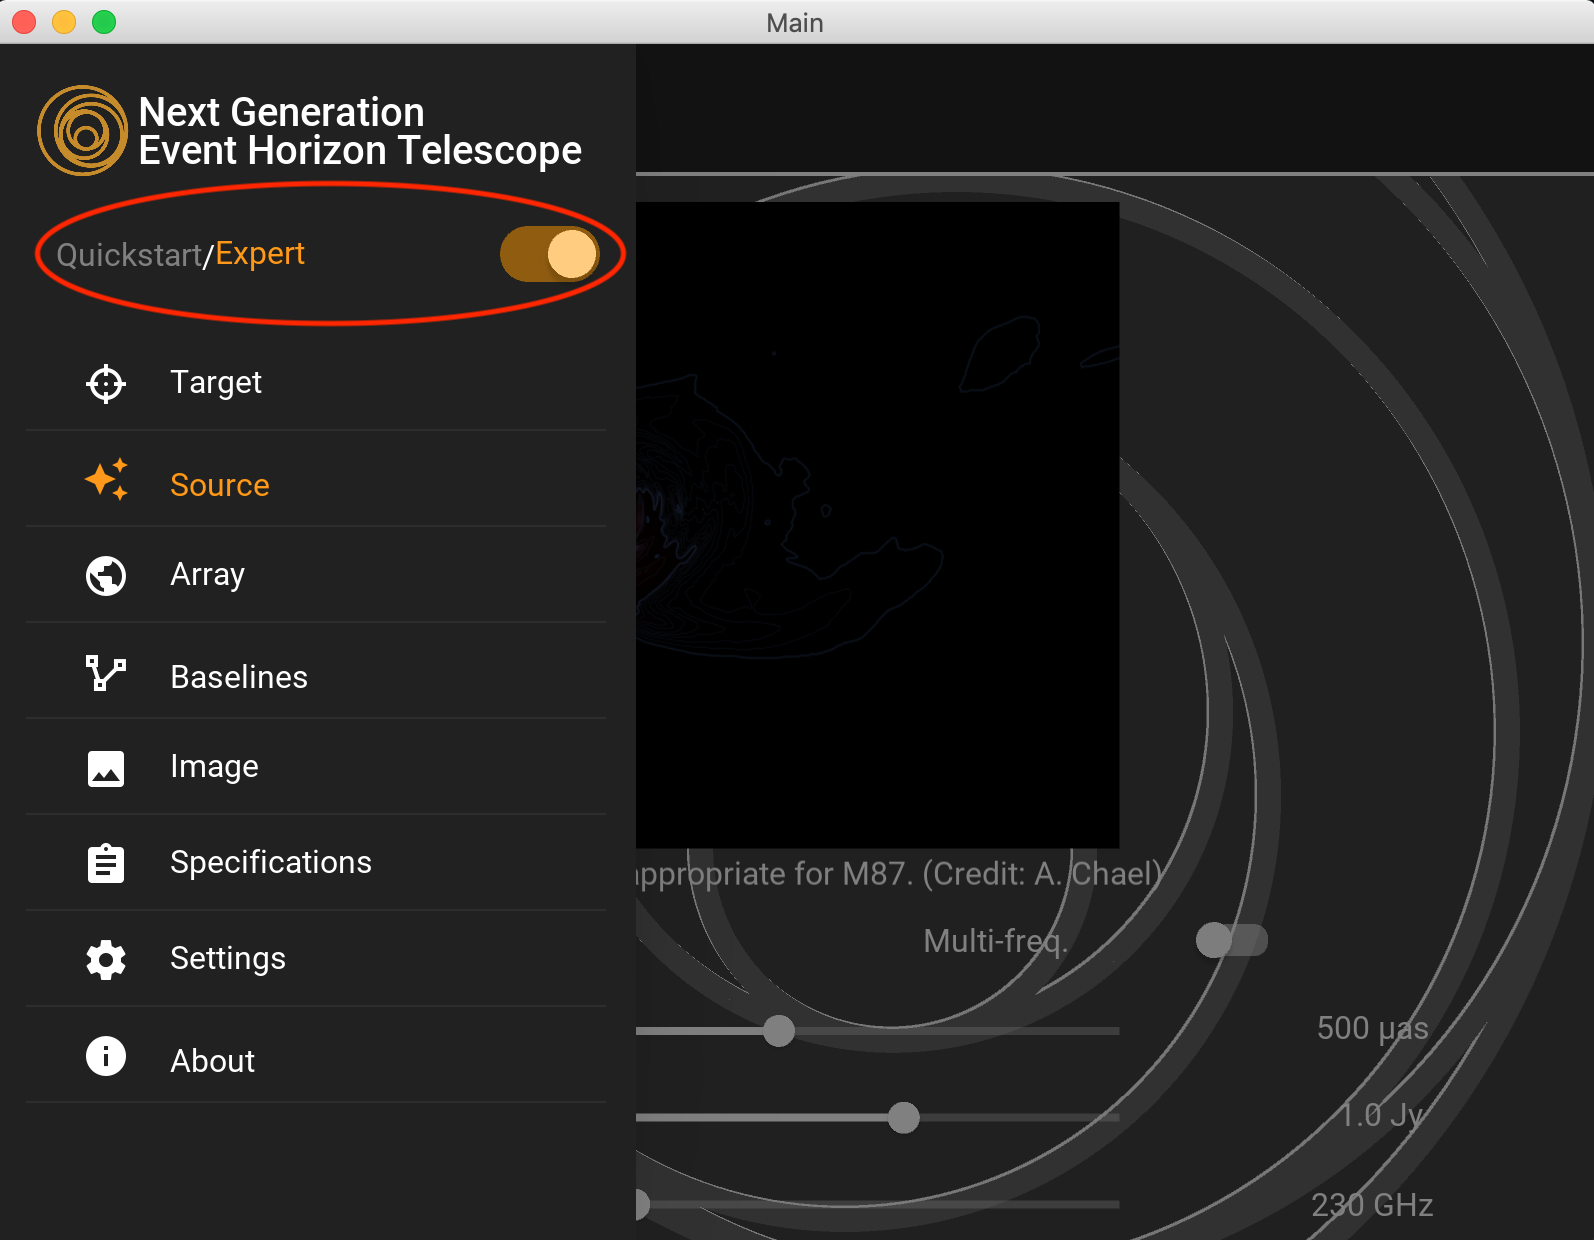 Main
Next Generation
Event Horizon Telescope
Quickstart/Expert
Target
Source
Array
Baselines
Image
Specifications
Settings
About
appropriate for M87. (Credit: A. Chael)
Multi-freq.
500 µas
1.0 Jy
230 GHz